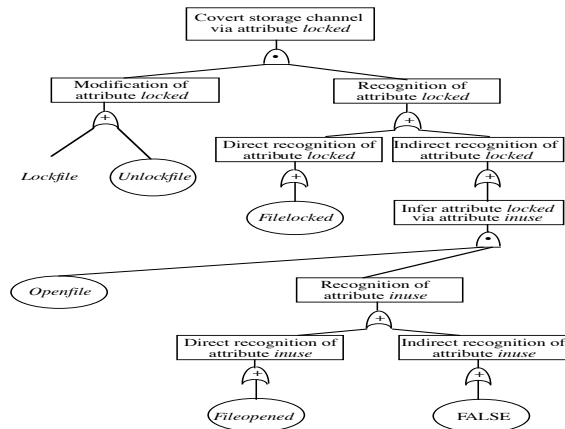 Covert storage channel
via attribute locked
Modification of
attribute locked
Recognition of
attribute locked
Direct recognition of
attribute locked
Indirect recognition of
attribute locked
Lockfile
Unlockfile
Filelocked
Infer attribute locked
via attribute inuse
Openfile
Recognition of
attribute inuse
Direct recognition of
attribute inuse
Indirect recognition of
attribute inuse
Fileopened
FALSE